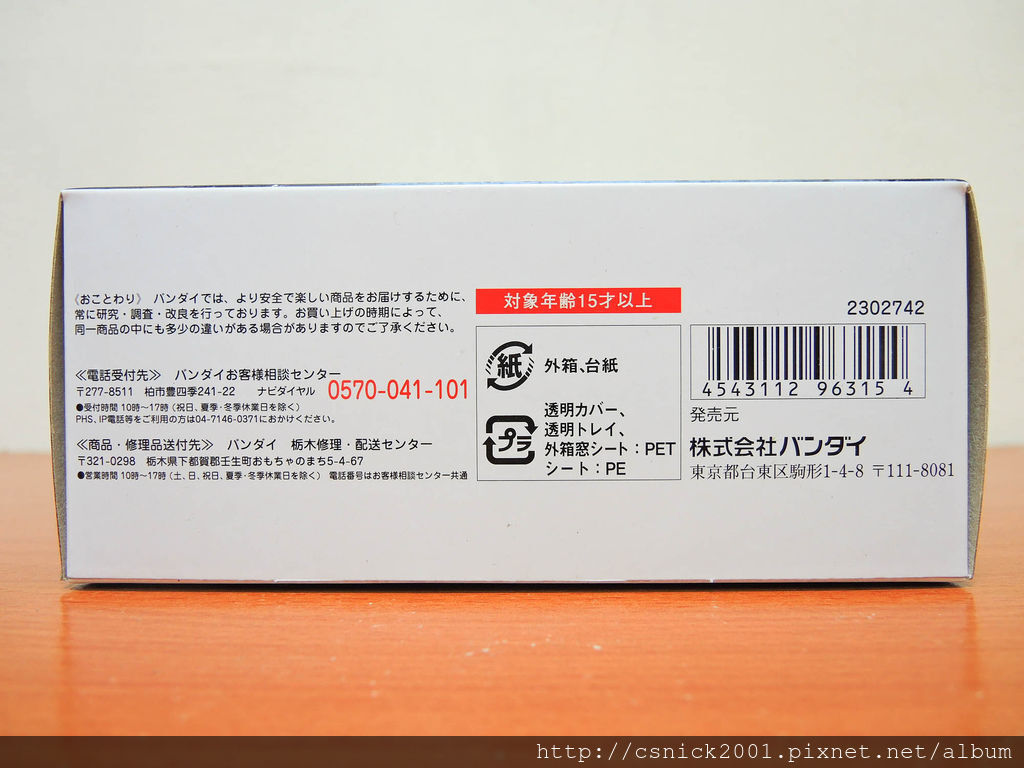 《おことわり》 バンダイでは、より安全で楽しい商品をお届けするために、
常に研究・調査・改良を行っております。お買い上げの時期によって、
同一商品の中にも多少の違いがある場合がありますのでご了承ください。
≪電話受付先≫ バンダイお客様相談センター
〒277-8511 柏市豊四季241-22 ナビダイヤル 0570-041-101
●受付時間 10時〜17時(祝日、夏季・冬季休業日を除く)
PHS、IP電話等をご利用の方は04-7146-0371におかけください。
≪商品・修理品送付先≫ バンダイ 栃木修理・配送センター
〒321-0298 栃木県下都賀郡壬生町おもちゃのまち5-4-67
●営業時間 10時〜17時(土、日、祝日、夏季・冬季休業日を除く) 電話番号はお客様相談センター共通
対象年齢15才以上
紙
外箱、台紙
プラ
透明カバー、
透明トレイ、
外箱窓シート:PET
シート:PE
2302742
4543112 963154
発売元
株式会社バンダイ
東京都台東区駒形1-4-8 〒111-8081
http://csnick2001.pixnet.net/album